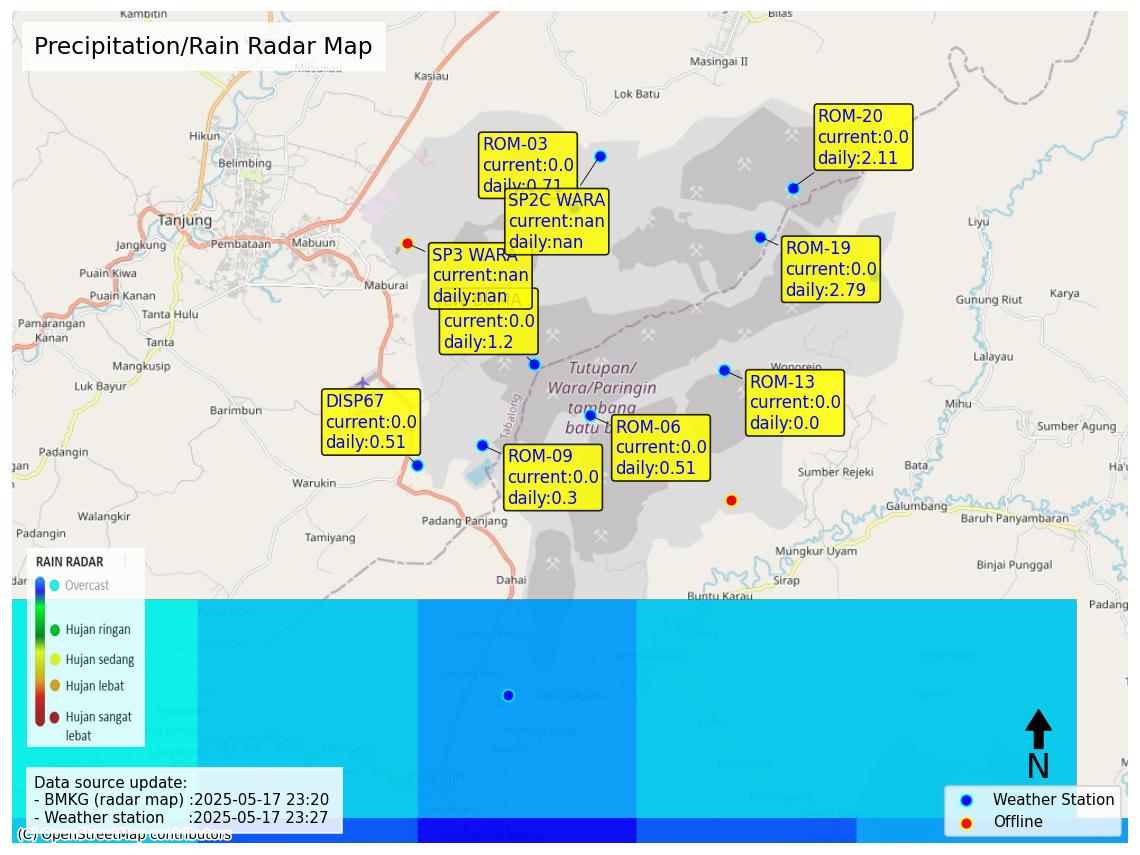 Precipitation/Rain Radar Map
Kambitin
Bilas
Masingai II
Kasiau
Lok Batu
Hikun
Belimbing
Tanjung
Jangkung
Pembataan
Mabuun
Puain Kiwa
Maburai
Puain Kanan
Tanta Hulu
Pamarangan
Kanan
Tanta
Mangkusip
Luk Bayur
Barimbun
Warukin
Walangkir
Padangin
Tamiyang
Padang Panjang
Dahai
Liyu
Gunung Riut
Karya
Lalayau
Mihu
Sumber Agung
Wonorejo
Bata
Sumber Rejeki
Galumbang
Baruh Panyambaran
Mungkur Uyam
Binjai Punggal
Sirap
Buntu Karau
Padang
Tabalong
Tutupan/
Wara/Paringin
tambang
batu b
ROM-03
current:0.0
daily:0.71
SP2C WARA
current:nan
daily:nan
ROM-20
current:0.0
daily:2.11
SP3 WARA
current:nan
daily:nan
current:0.0
daily:1.2
ROM-19
current:0.0
daily:2.79
ROM-13
current:0.0
daily:0.0
DISP67
current:0.0
daily:0.51
ROM-06
current:0.0
daily:0.51
ROM-09
current:0.0
daily:0.3
RAIN RADAR
Overcast
Hujan ringan
Hujan sedang
Hujan lebat
Hujan sangat
lebat
Mangkayahu
Murung Bung
Paringin
Data source update:
- BMKG (radar map) :2025-05-17 23:20
- Weather station :2025-05-17 23:27
(C) OpenStreetMap contributors
N
Weather Station
Offline